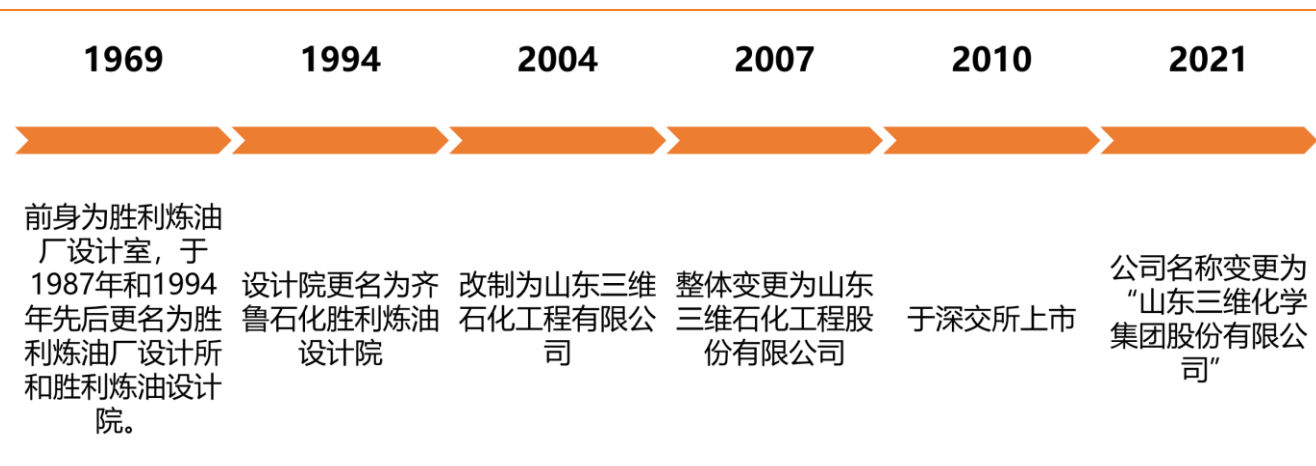 1969
1994
2004
2007
2010
2021
前身为胜利炼油
厂设计室，于
1987年和1994
年先后更名为胜
利炼油厂设计所
和胜利炼油设计
院。
设计院更名为齐
鲁石化胜利炼油
设计院
改制为山东三维
石化工程有限公
司
整体变更为山东
三维石化工程股
份有限公司
于深交所上市
公司名称变更为
“山东三维化学
集团股份有限公
司”